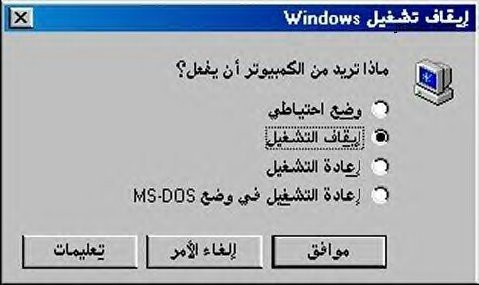 إيقاف تشغيل Windows
ماذا تريد من الكمبيوتر أن يفعل؟
وضع احتياطي
إيقاف التشغيل
إعادة التشغيل
إعادة التشغيل في وضع MS-DOS
موافق
إلغاء الأمر
تعليمات